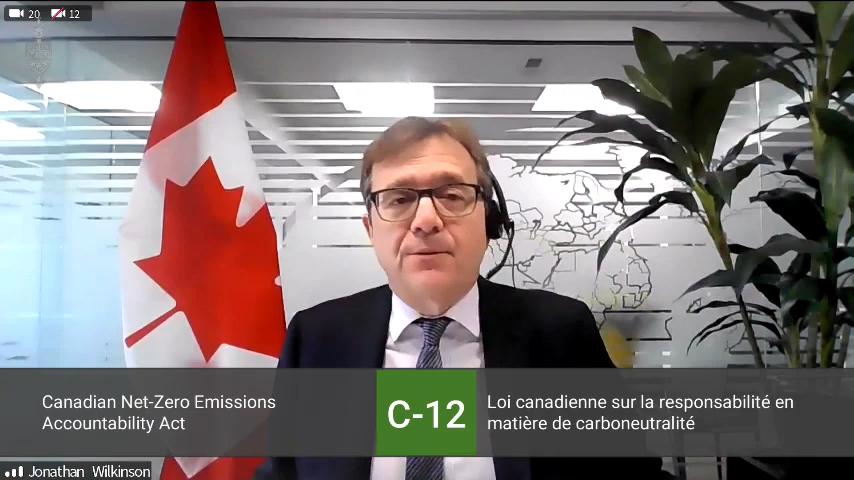 20 12
Canadian Net-Zero Emissions
Accountability Act
C-12
Loi canadienne sur la responsabilité en
matière de carboneutralité
Jonathan Wilkinson